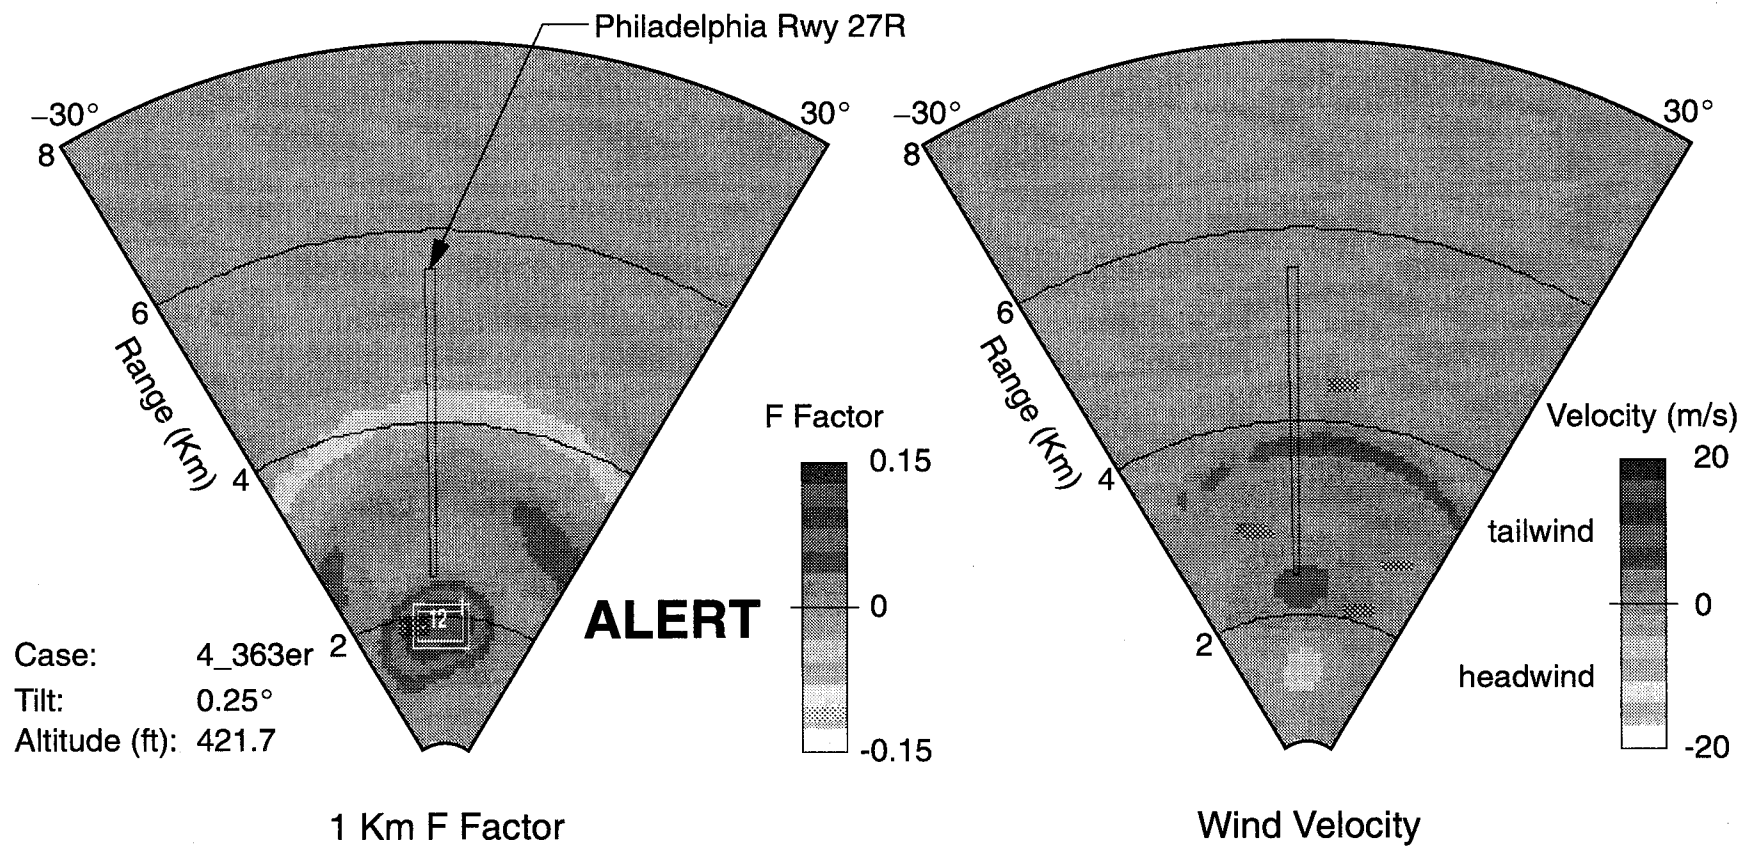 Philadelphia Rwy 27R
−30°
30°
8
6
4
2
Range (Km)
F Factor
0.15
0
-0.15
12
ALERT
Case: 4_363er
Tilt: 0.25°
Altitude (ft): 421.7
1 Km F Factor
−30°
30°
8
6
4
2
Range (Km)
Velocity (m/s)
20
tailwind
0
headwind
-20
Wind Velocity